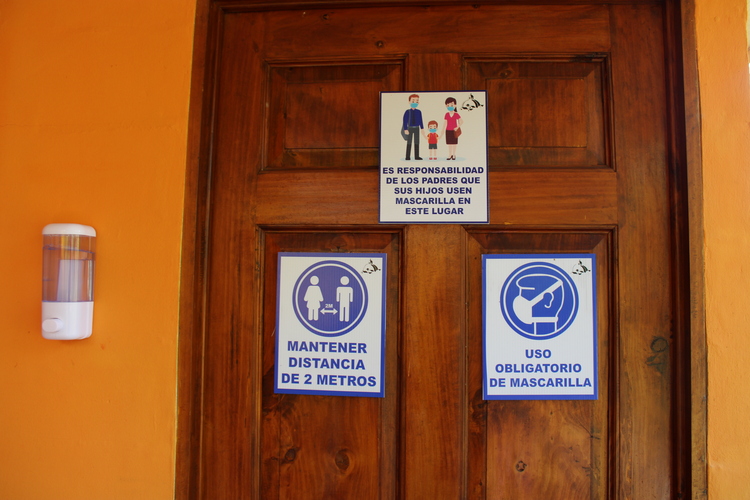 ES RESPONSABILIDAD
DE LOS PADRES QUE
SUS HIJOS USEN
MASCARILLA EN
ESTE LUGAR
2M
MANTENER
DISTANCIA
DE 2 METROS
USO
OBLIGATORIO
DE MASCARILLA